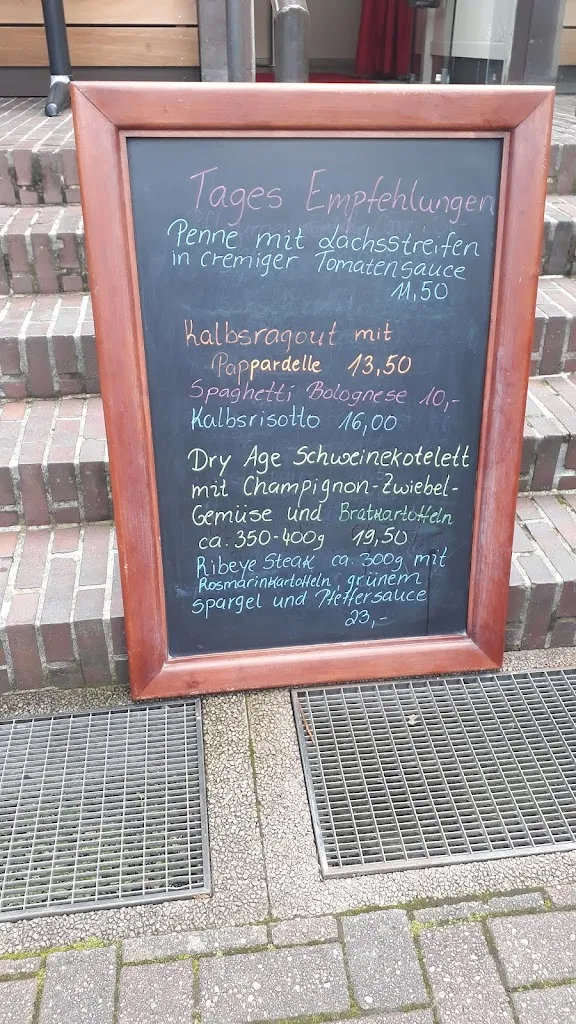 Tages Empfehlungen
Penne mit Lachsstreifen
in cremiger Tomatensauce
11,50
Kalbsragout mit
Pappardelle 13,50
Spaghetti Bolognese 10,-
Kalbsrisotto 16,00
Dry Age Schweinekotelett
mit Champignon-Zwiebel-
Gemüse und Bratkartoffeln
ca. 350-400g 19,50
Ribeye Steak ca. 300g mit
Rosmarinkartoffeln, grünem
Spargel und Pfeffersauce
23,-